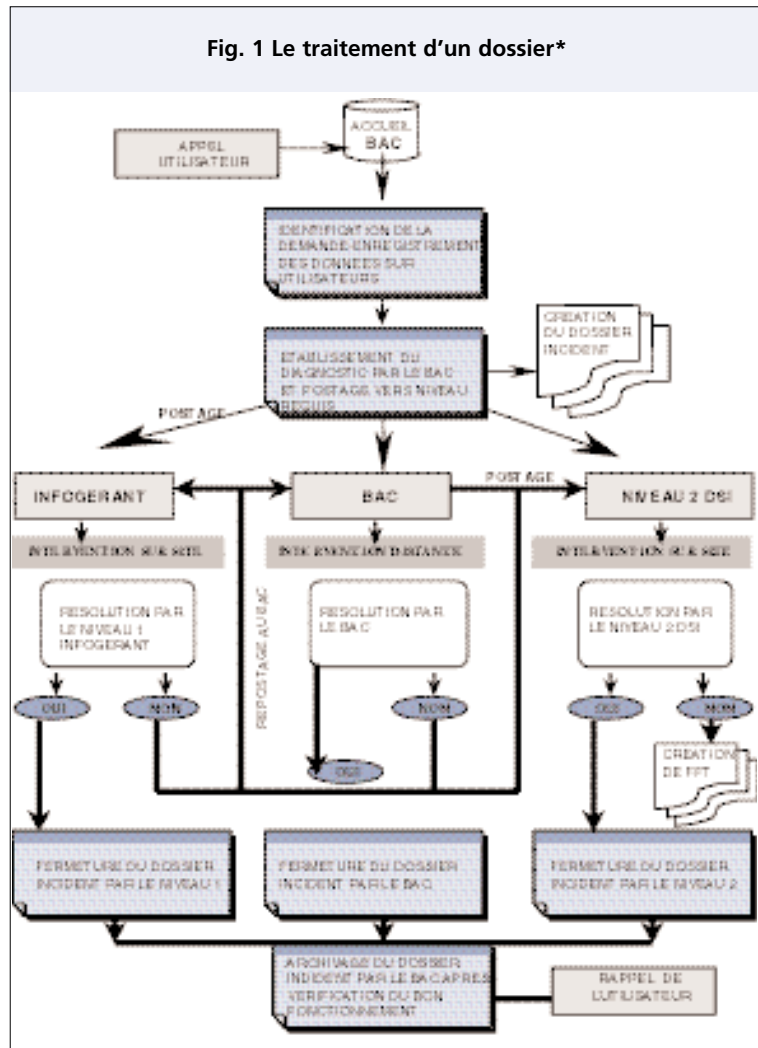 Fig. 1 Le traitement d'un dossier*
ACCUEIL
BAC
APPEL
UTILISATEUR
IDENTIFICATION DE LA
DEMANDE-ENREGISTREMENT
DES DONNEES SUR
UTILISATEURS
CREATION
DU DOSSIER
INCIDENT
ETABLISSEMENT DU
DIAGNOSTIC PAR LE BAC
ET POSTAGE VERS NIVEAU
REQUIS
POSTAGE
POSTAGE
INFOGERANT
BAC
NIVEAU 2 DSI
INTERVENTION SUR SITE
INTERVENTION DISTANTE
INTERVENTION SUR SITE
RESOLUTION PAR
LE NIVEAU 1
INFOGERANT
REPOSTAGE AU BAC
RESOLUTION PAR
LE BAC
RESOLUTION PAR
LE NIVEAU 2 DSI
OUI
NON
NON
OUI
NON
OUI
CREATION
DE FPT
FERMETURE DU DOSSIER
INCIDENT PAR LE NIVEAU 1
FERMETURE DU DOSSIER
INCIDENT PAR LE BAC
FERMETURE DU DOSSIER
INCIDENT PAR LE NIVEAU 2
ARCHIVAGE DU DOSSIER
INCIDENT PAR LE BAC APRES
VERIFICATION DU BON
FONCTIONNEMENT
RAPPEL DE
L'UTILISATEUR